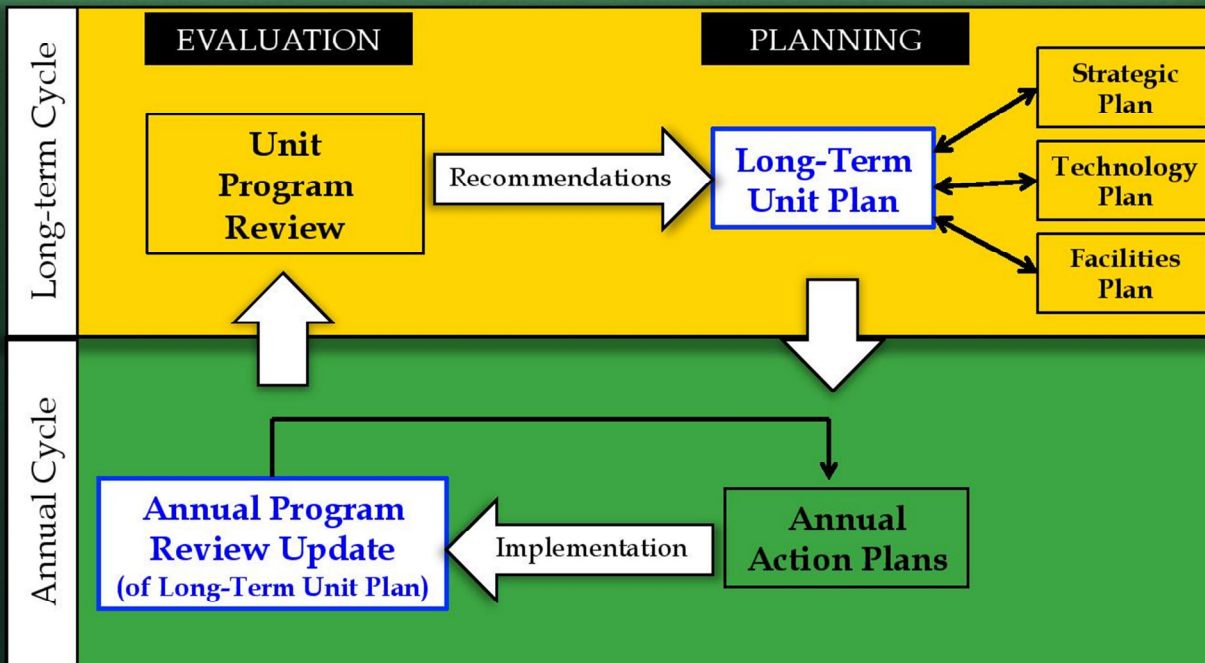 Long-term Cycle
EVALUATION
PLANNING
Unit
Program
Review
Recommendations
Long-Term
Unit Plan
Strategic
Plan
Technology
Plan
Facilities
Plan
Annual Cycle
Annual Program
Review Update
(of Long-Term Unit Plan)
Implementation
Annual
Action Plans